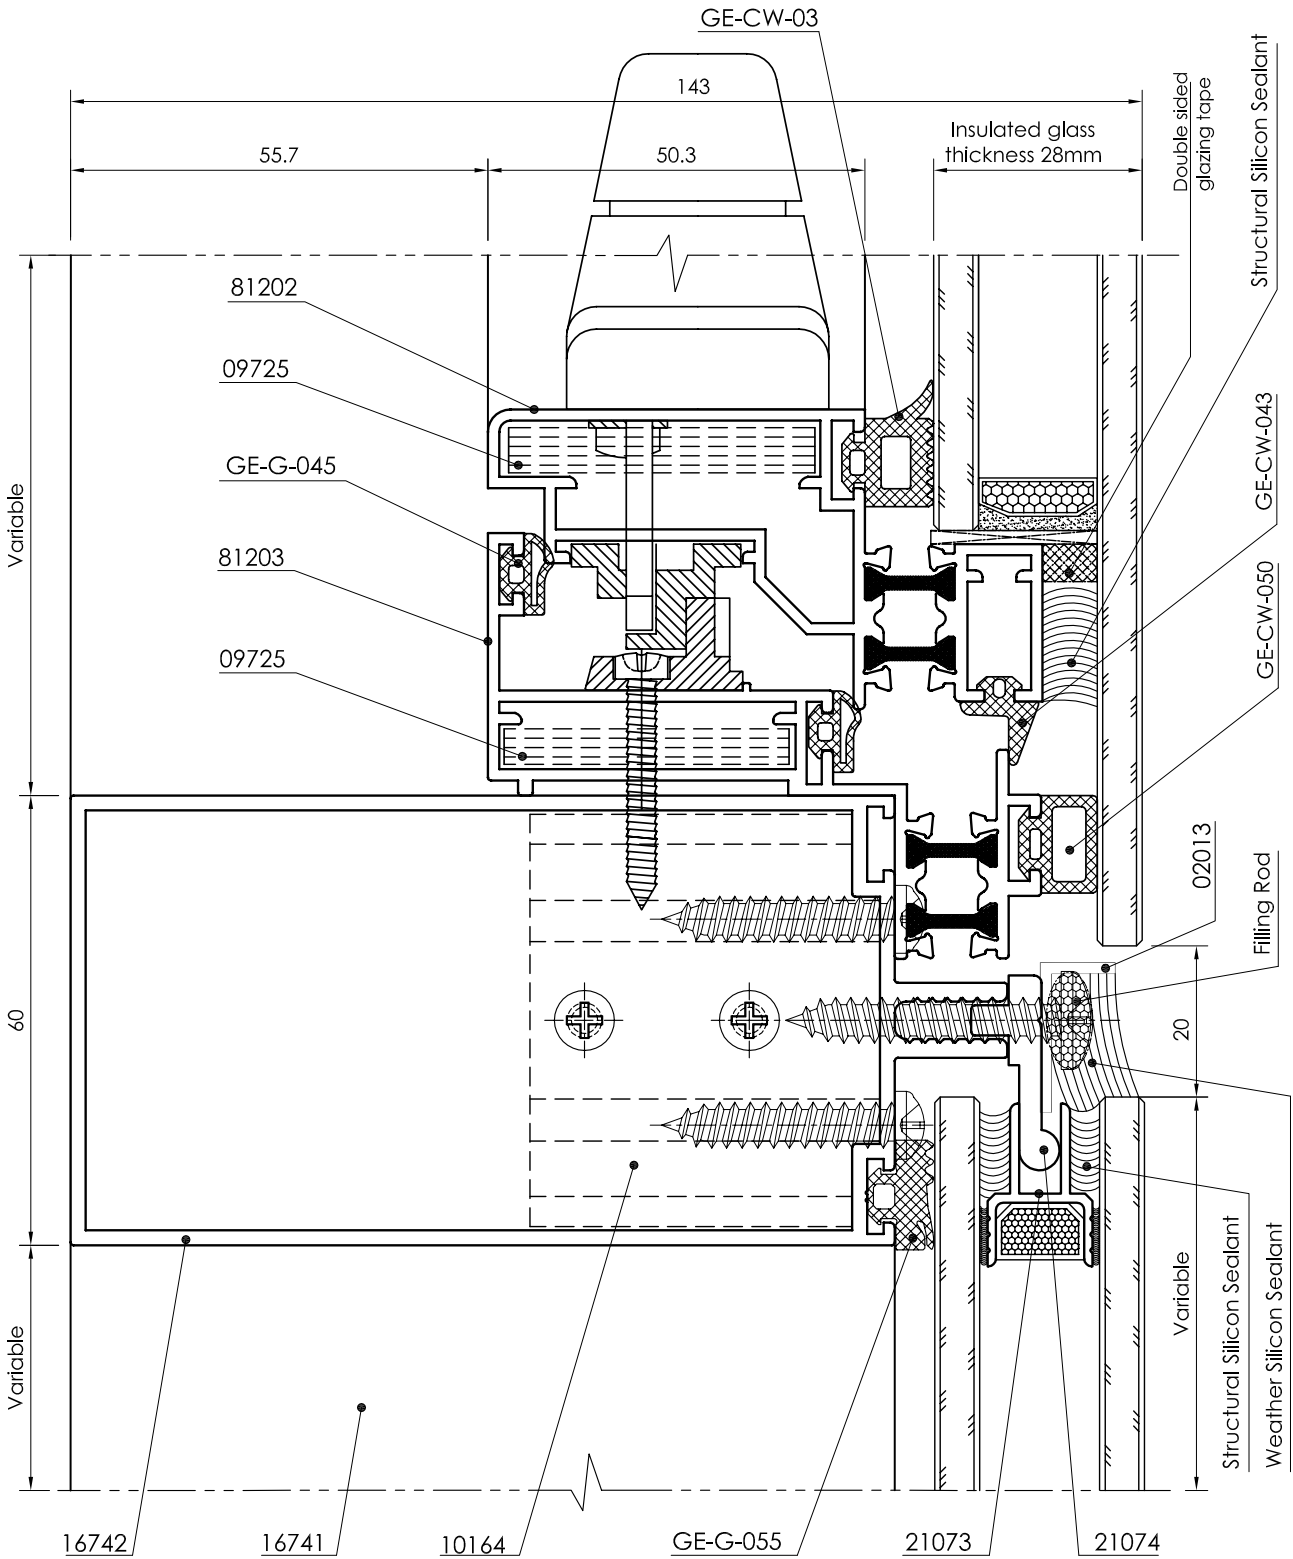 GE-CW-03
143
55.7
50.3
Insulated glass
thickness 28mm
Double sided
glazing tape
Structural Silicon Sealant
81202
09725
GE-G-045
81203
09725
Variable
GE-CW-043
GE-CW-050
02013
Filling Rod
60
20
Variable
Variable
Structural Silicon Sealant
Weather Silicon Sealant
16742
16741
10164
GE-G-055
21073
21074